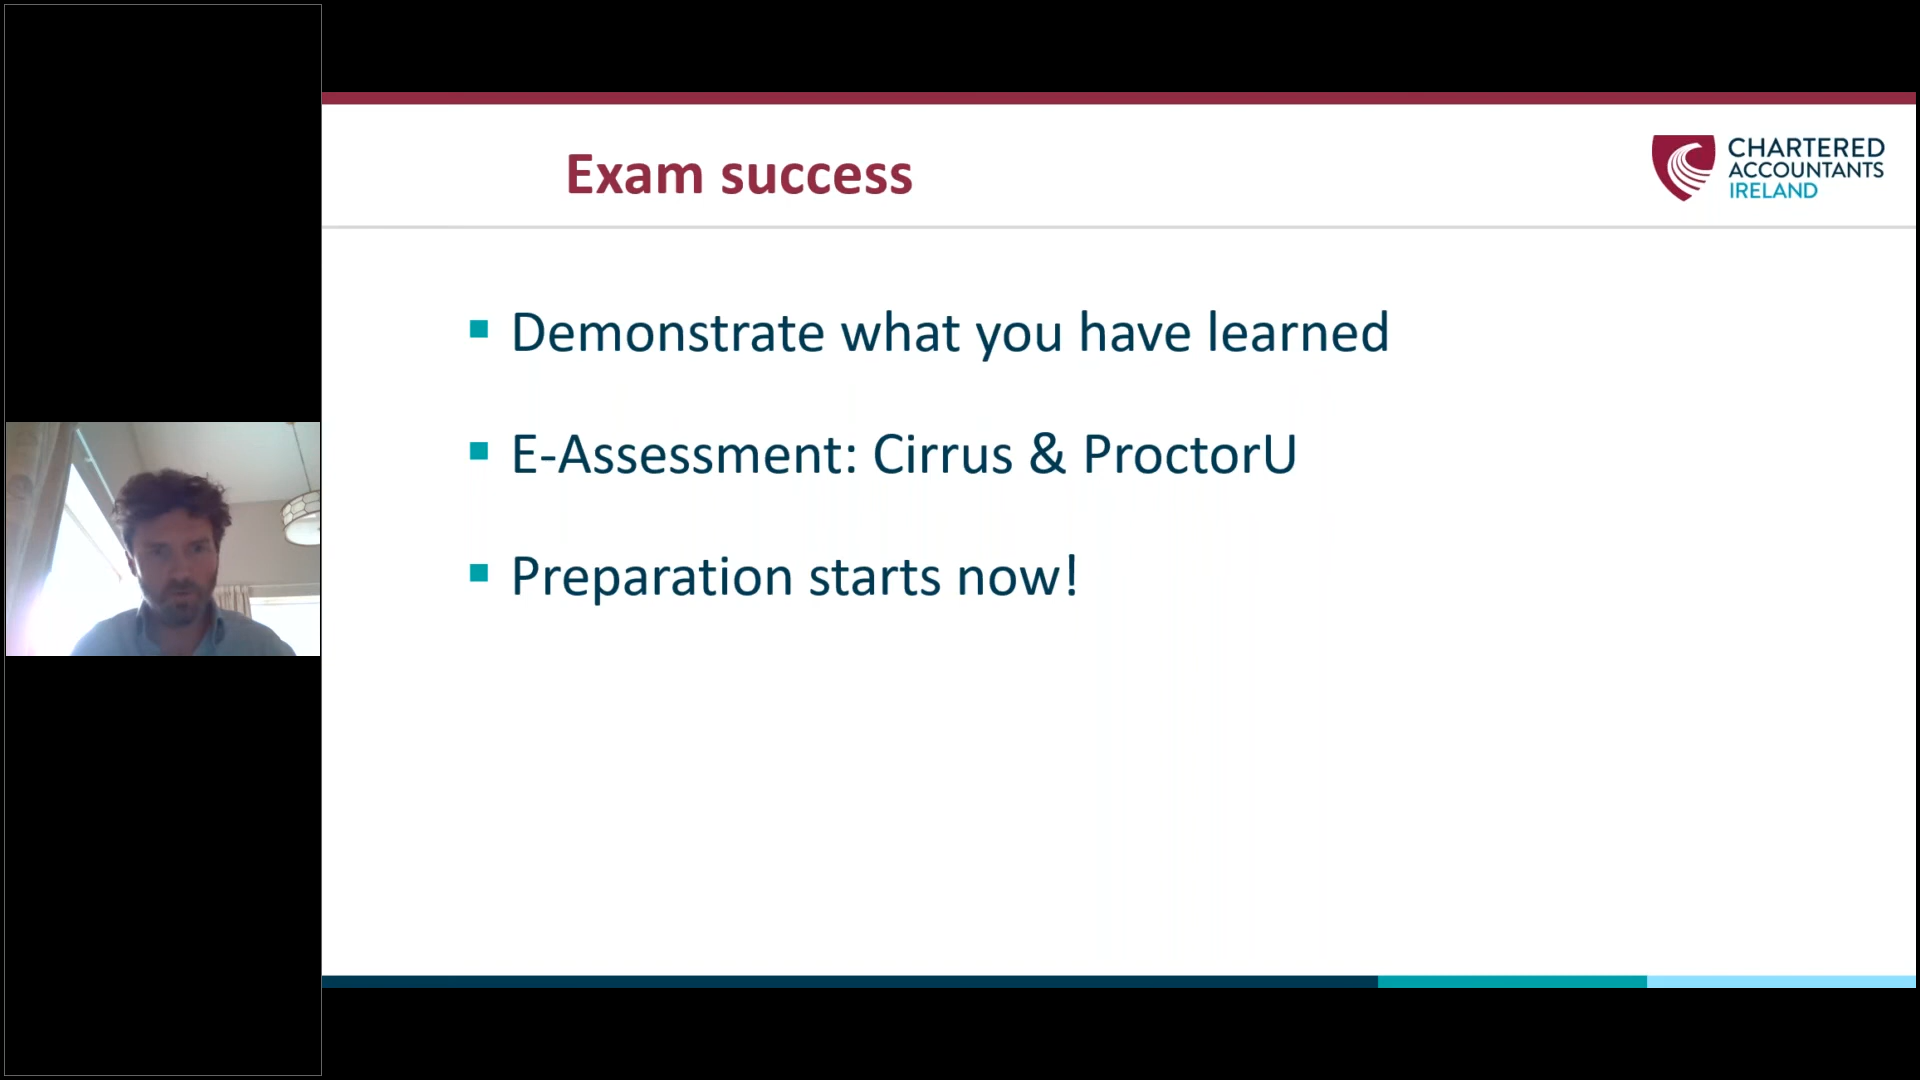 Exam success
CHARTERED
ACCOUNTANTS
IRELAND
Demonstrate what you have learned
E-Assessment: Cirrus & ProctorU
Preparation starts now!